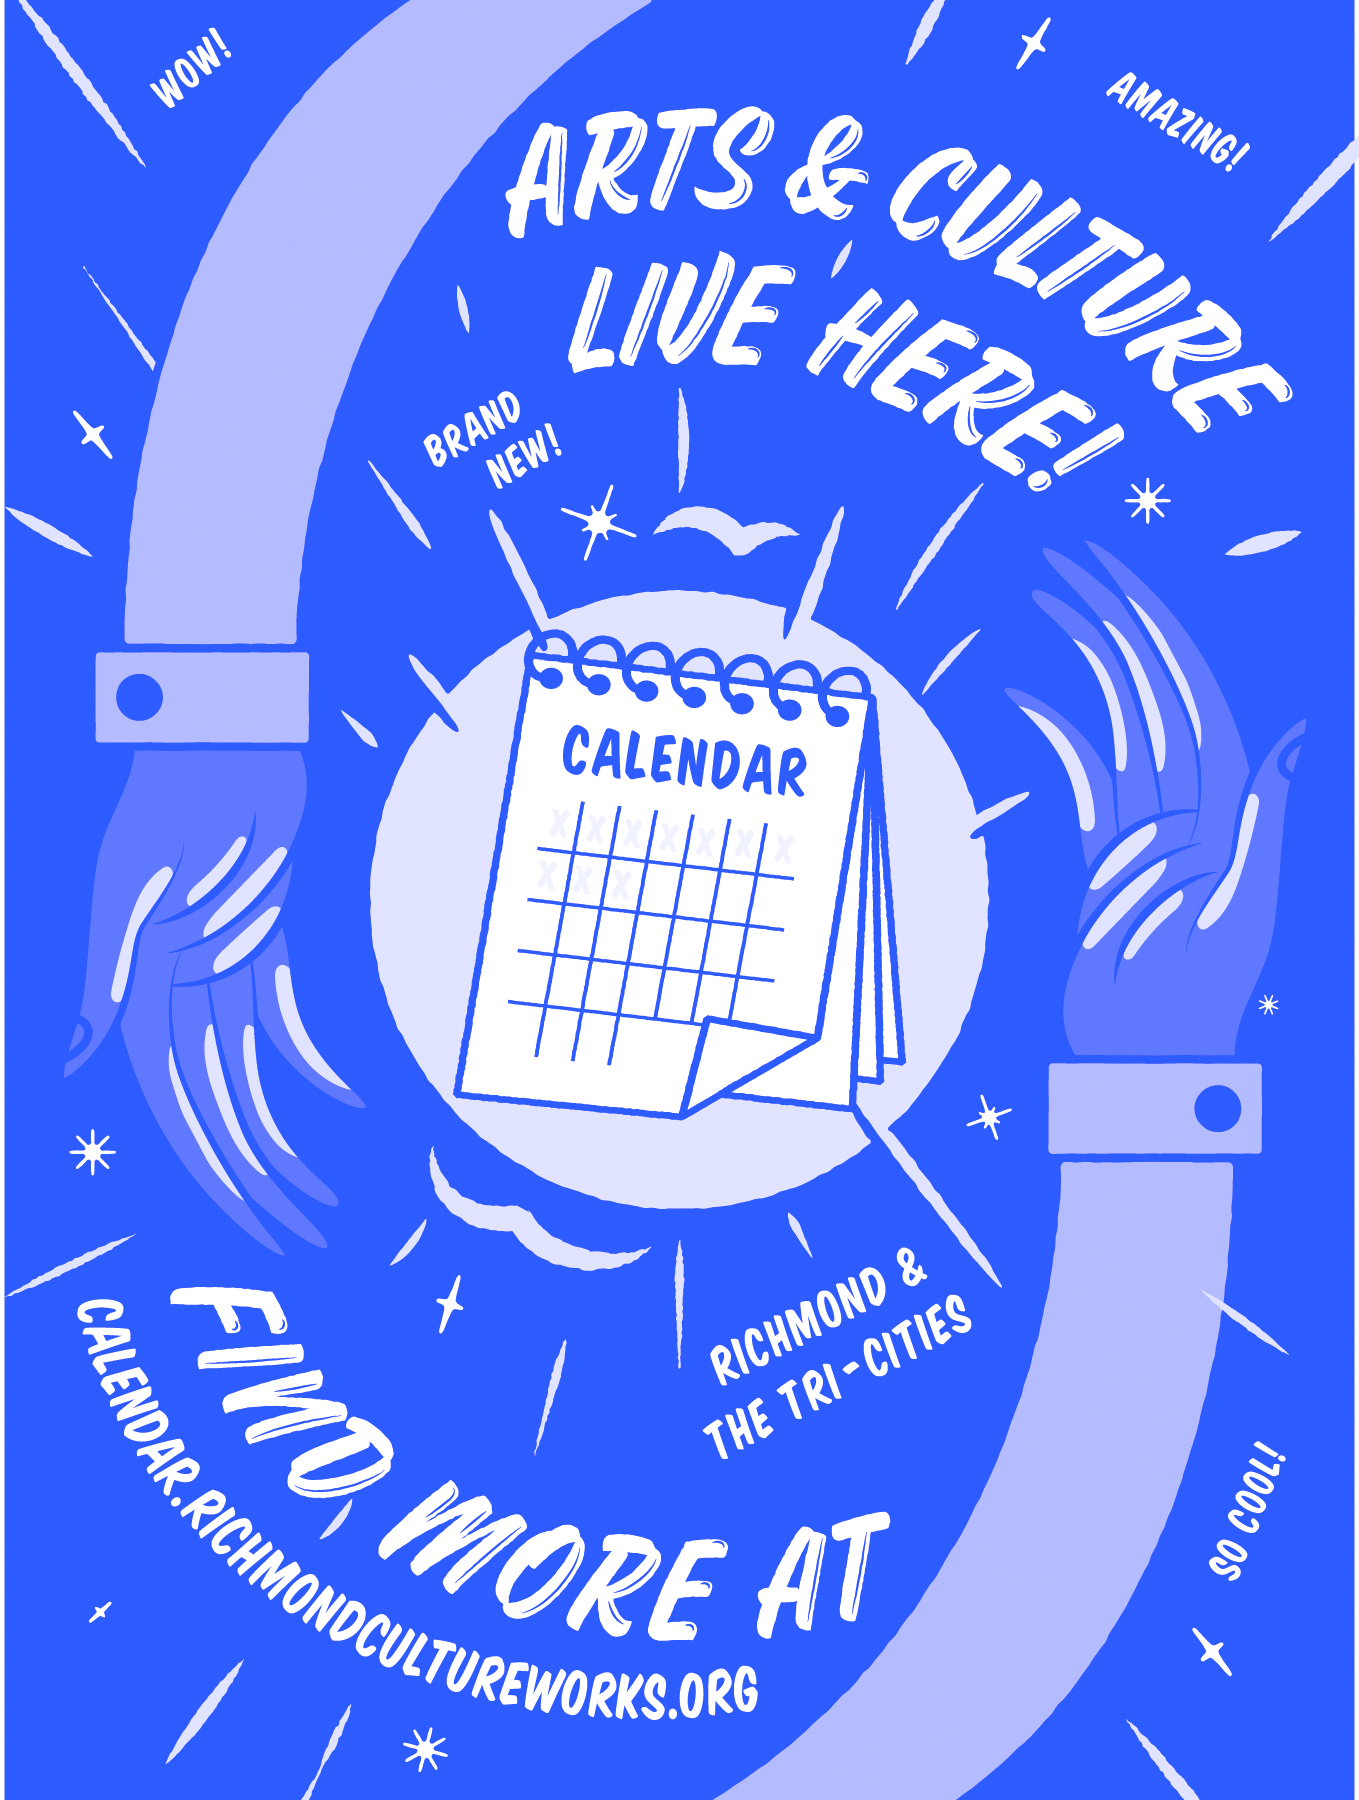 WOW!
AMAZING!
ARTS & CULTURE
LIVE HERE!
BRAND
NEW!
CALENDAR
X X X X X X X
X X X
RICHMOND &
THE TRI-CITIES
FIND MORE AT
CALENDAR.RICHMONDCULTUREWORKS.ORG
SO COOL!